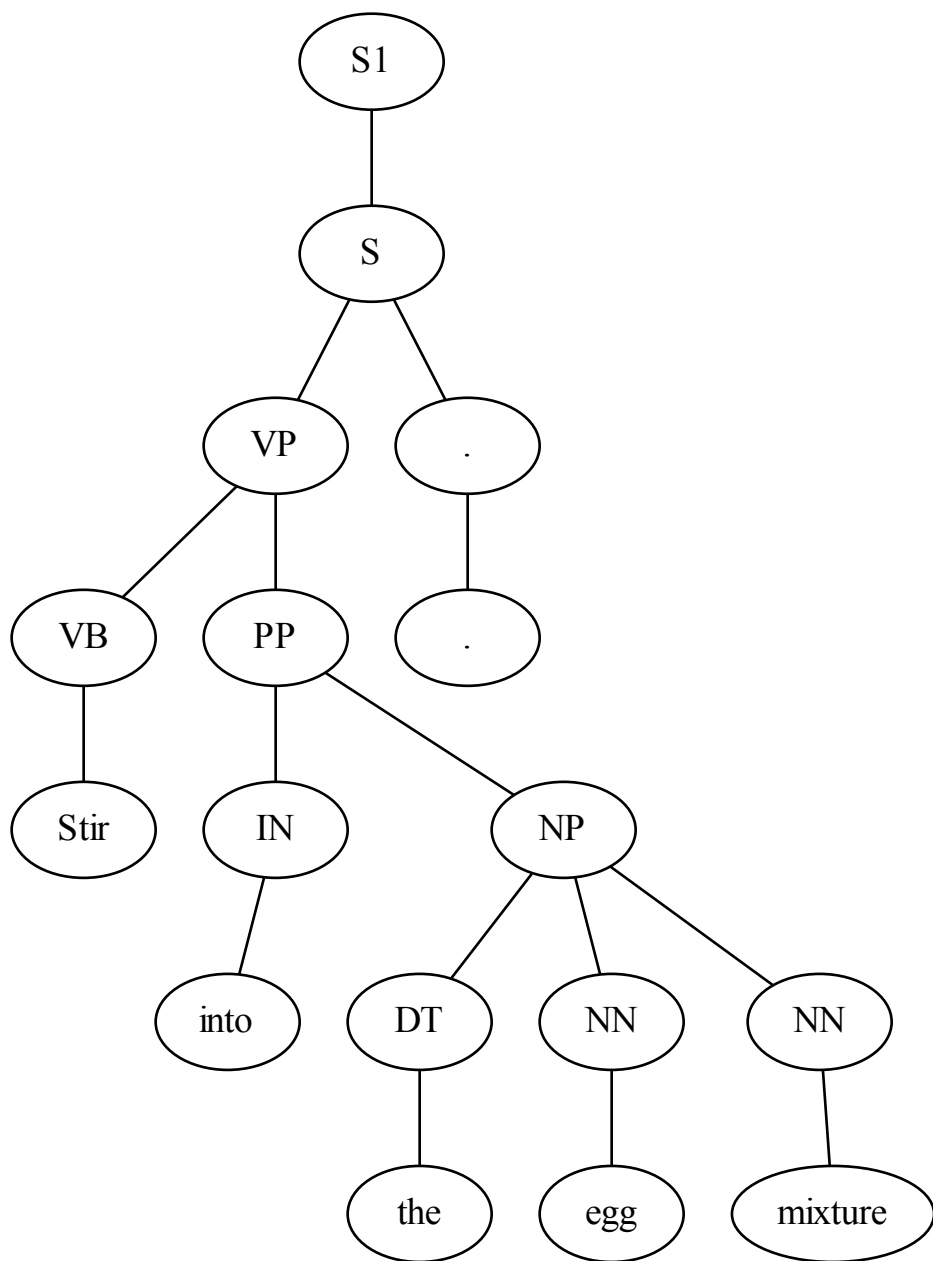 S1
S
VP .
VB PP .
Stir IN NP
into DT NN NN
the egg mixture